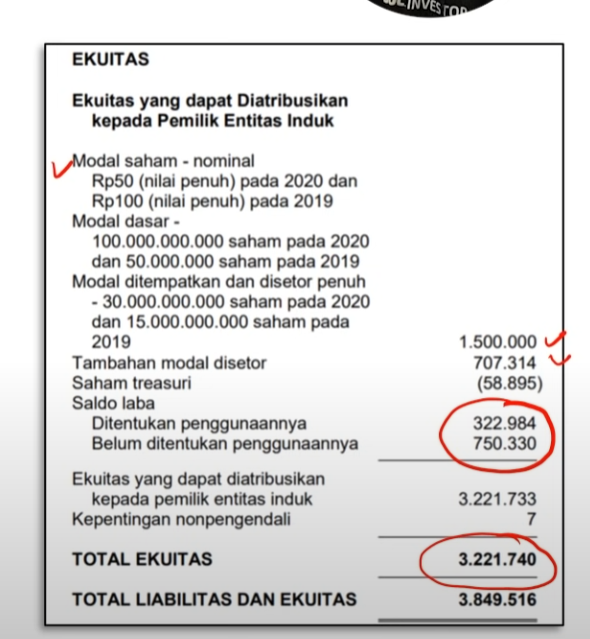 INVESTOR
EKUITAS
Ekuitas yang dapat Diatribusikan
kepada Pemilik Entitas Induk
Modal saham - nominal
Rp50 (nilai penuh) pada 2020 dan
Rp100 (nilai penuh) pada 2019
Modal dasar -
100.000.000.000 saham pada 2020
dan 50.000.000 saham pada 2019
Modal ditempatkan dan disetor penuh
- 30.000.000.000 saham pada 2020
dan 15.000.000.000 saham pada
2019 1.500.000
Tambahan modal disetor 707.314
Saham treasuri (58.895)
Saldo laba
Ditentukan penggunaannya 322.984
Belum ditentukan penggunaannya 750.330
Ekuitas yang dapat diatribusikan
kepada pemilik entitas induk 3.221.733
Kepentingan nonpengendali 7
TOTAL EKUITAS 3.221.740
TOTAL LIABILITAS DAN EKUITAS 3.849.516